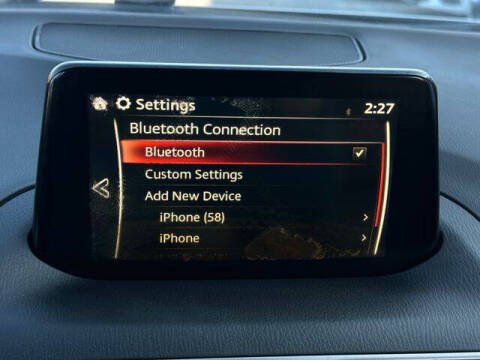 Settings 2:27
Bluetooth Connection
Bluetooth
Custom Settings
Add New Device
iPhone (58)
iPhone